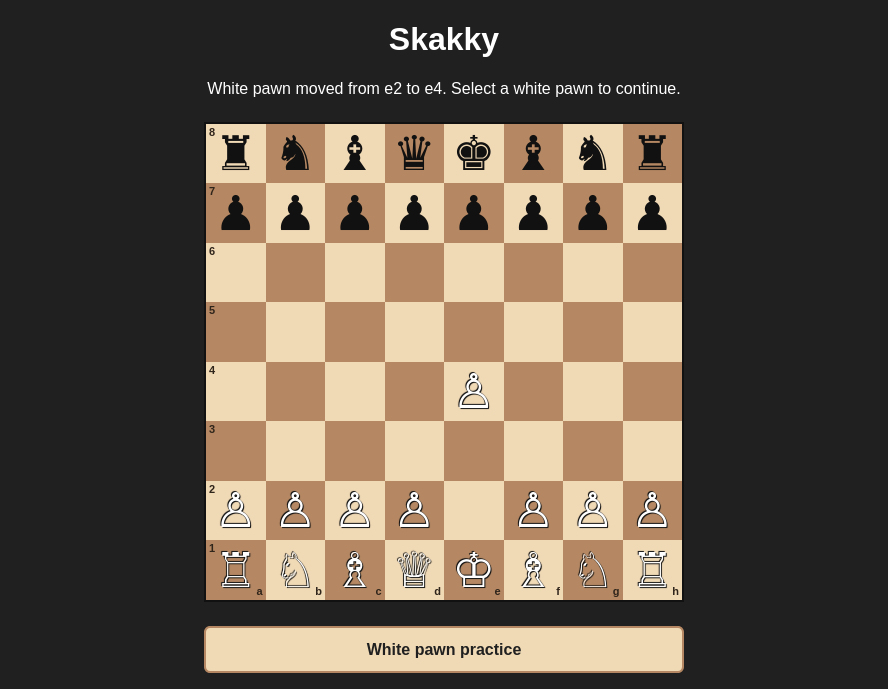 Skakky
White pawn moved from e2 to e4. Select a white pawn to continue.
8
7
6
5
4
3
2
1
a b c d e f g h
White pawn practice